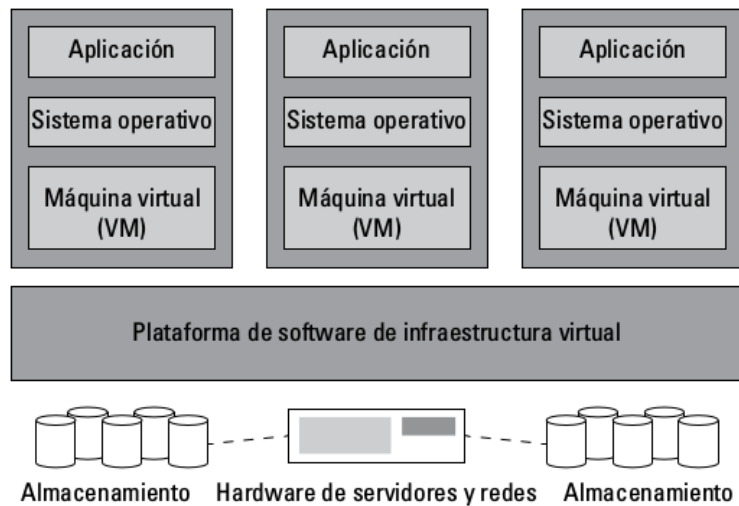 Aplicación
Aplicación
Aplicación
Sistema operativo
Sistema operativo
Sistema operativo
Máquina virtual
(VM)
Máquina virtual
(VM)
Máquina virtual
(VM)
Plataforma de software de infraestructura virtual
Almacenamiento
Hardware de servidores y redes
Almacenamiento